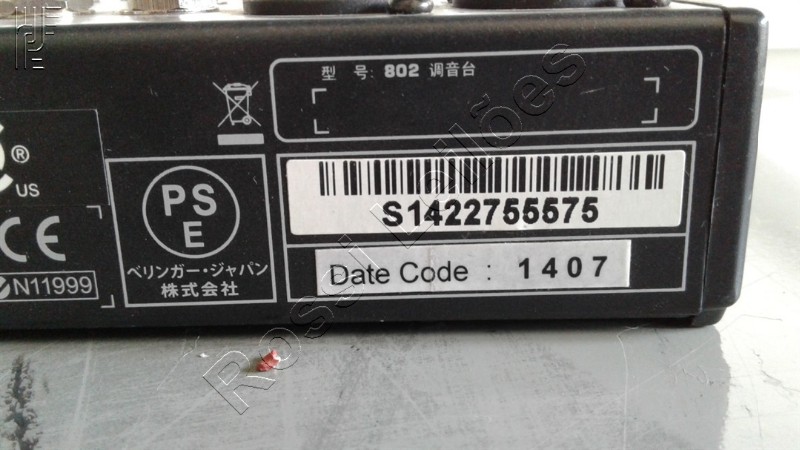 型 号: 802 调音台
®
US
PS
E
ベリンガー・ジャパン
株式会社
CE
N11999
S1422755575
Date Code : 1407
Rossi Leilões